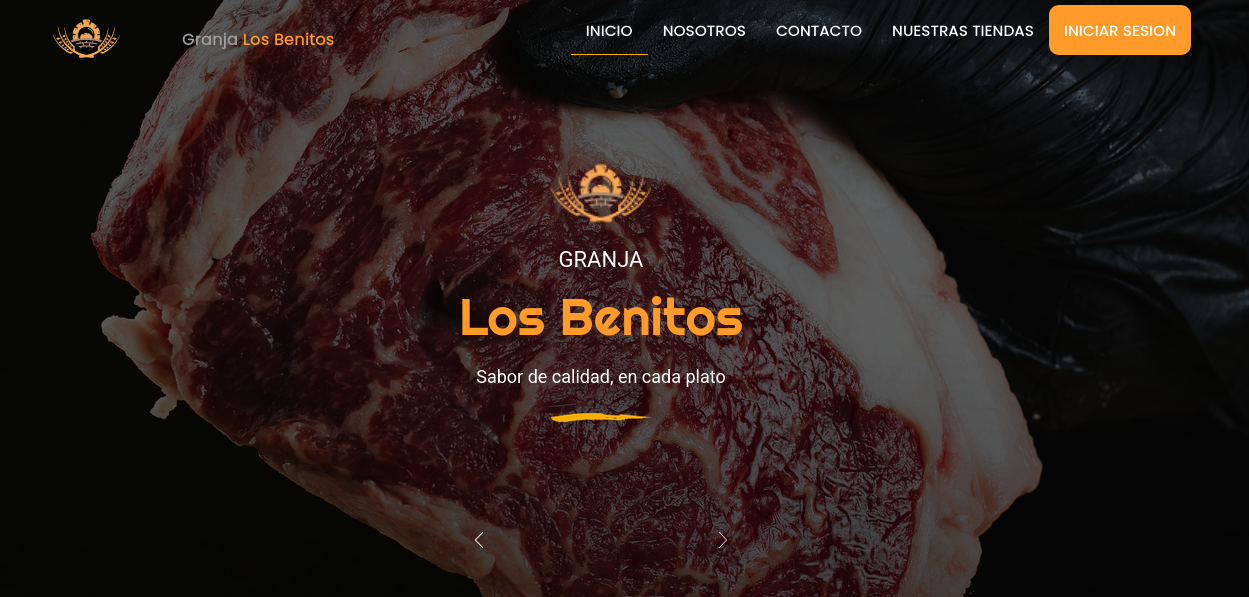 Granja Los Benitos
INICIO NOSOTROS CONTACTO NUESTRAS TIENDAS INICIAR SESION
GRANJA
Los Benitos
Sabor de calidad, en cada plato